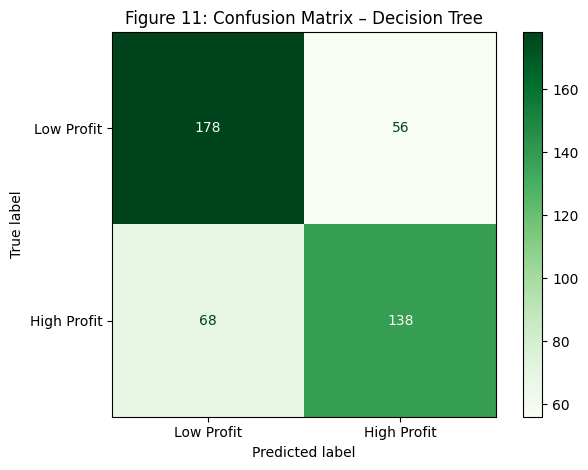 Figure 11: Confusion Matrix – Decision Tree
Low Profit
178
56
High Profit
68
138
Low Profit
High Profit
Predicted label
True label
160
140
120
100
80
60